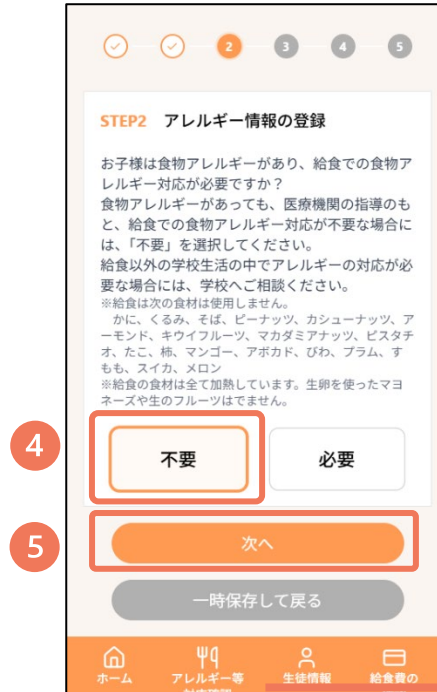 2
3
4
5
STEP2 アレルギー情報の登録
お子様は食物アレルギーがあり、給食での食物ア
レルギー対応が必要ですか？
食物アレルギーがあっても、医療機関の指導のも
と、給食での食物アレルギー対応が不要な場合に
は、「不要」を選択してください。
給食以外の学校生活の中でアレルギーの対応が必
要な場合には、学校へご相談ください。
※給食は次の食材は使用しません。
かに、くるみ、そば、ピーナッツ、カシューナッツ、ア
ーモンド、キウイフルーツ、マカダミアナッツ、ピスタチ
オ、たこ、柿、マンゴー、アボカド、びわ、プラム、す
もも、スイカ、メロン
※給食の食材は全て加熱しています。生卵を使ったマヨ
ネーズや生のフルーツはでません。
4
不要
必要
5
次へ
一時保存して戻る
ホーム
アレルギー等
生徒情報
給食費の